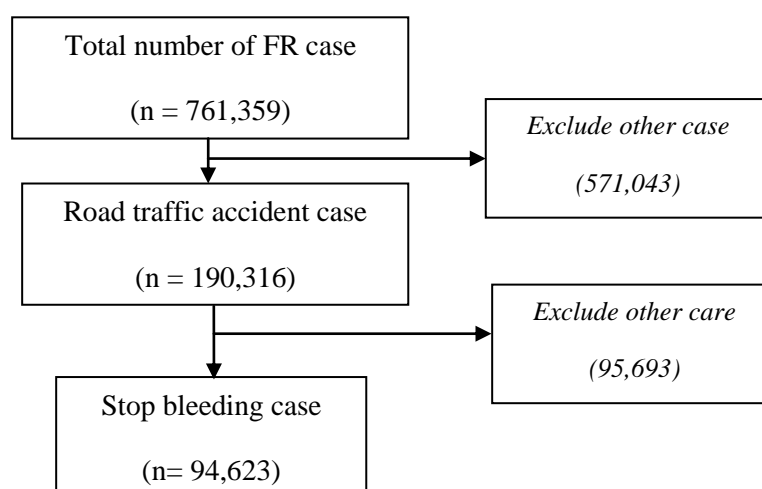 Total number of FR case
(n = 761,359)
Exclude other case
(571,043)
Road traffic accident case
(n = 190,316)
Exclude other care
(95,693)
Stop bleeding case
(n= 94,623)